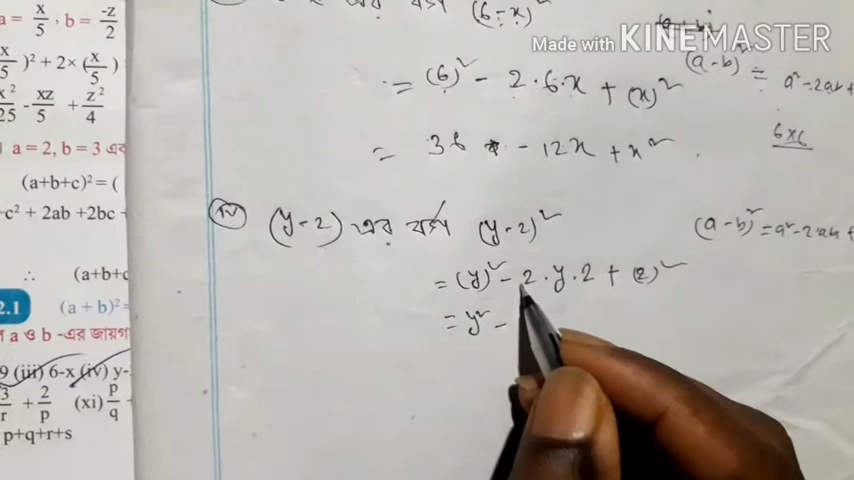 a = x/5, b = -z/2
x/5)² + 2× (x/5)
x²/25 - xz/5 + z²/4
a = 2, b = 3 এর
(a+b+c)² = (
c² + 2ab + 2bc +
∴ (a+b+c
2.1 (a + b)² =
a ও b -এর জায়গ
9 (iii) 6-x (iv) y-
3/r + 2/p (xi) p/q +
p+q+r+s
Made with KINEMASTER
(6-x)²
= (6)² - 2·6·x + (x)²
(a-b)² = a² - 2ab +
= 36 - 12x + x²
6×6
(iv) (y-2) এর বর্গ (y-2)²
(a-b)² = a² - 2ab +
= (y)² - 2·y·2 + (2)²
= y² -